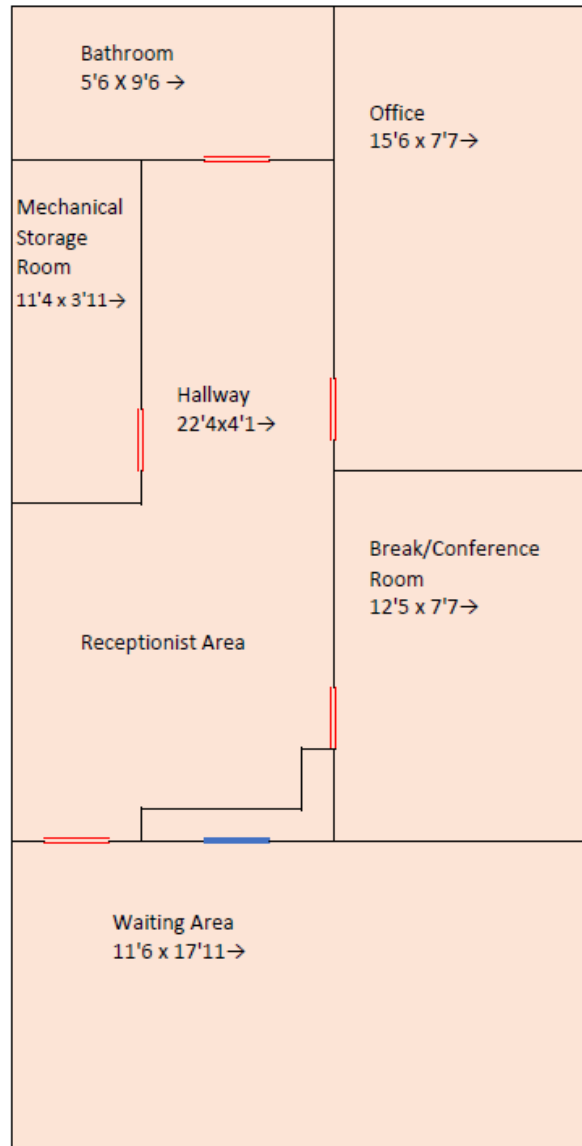 Bathroom
5'6 X 9'6 →
Office
15'6 x 7'7→
Mechanical
Storage
Room
11'4 x 3'11→
Hallway
22'4x4'1→
Break/Conference
Room
12'5 x 7'7→
Receptionist Area
Waiting Area
11'6 x 17'11→